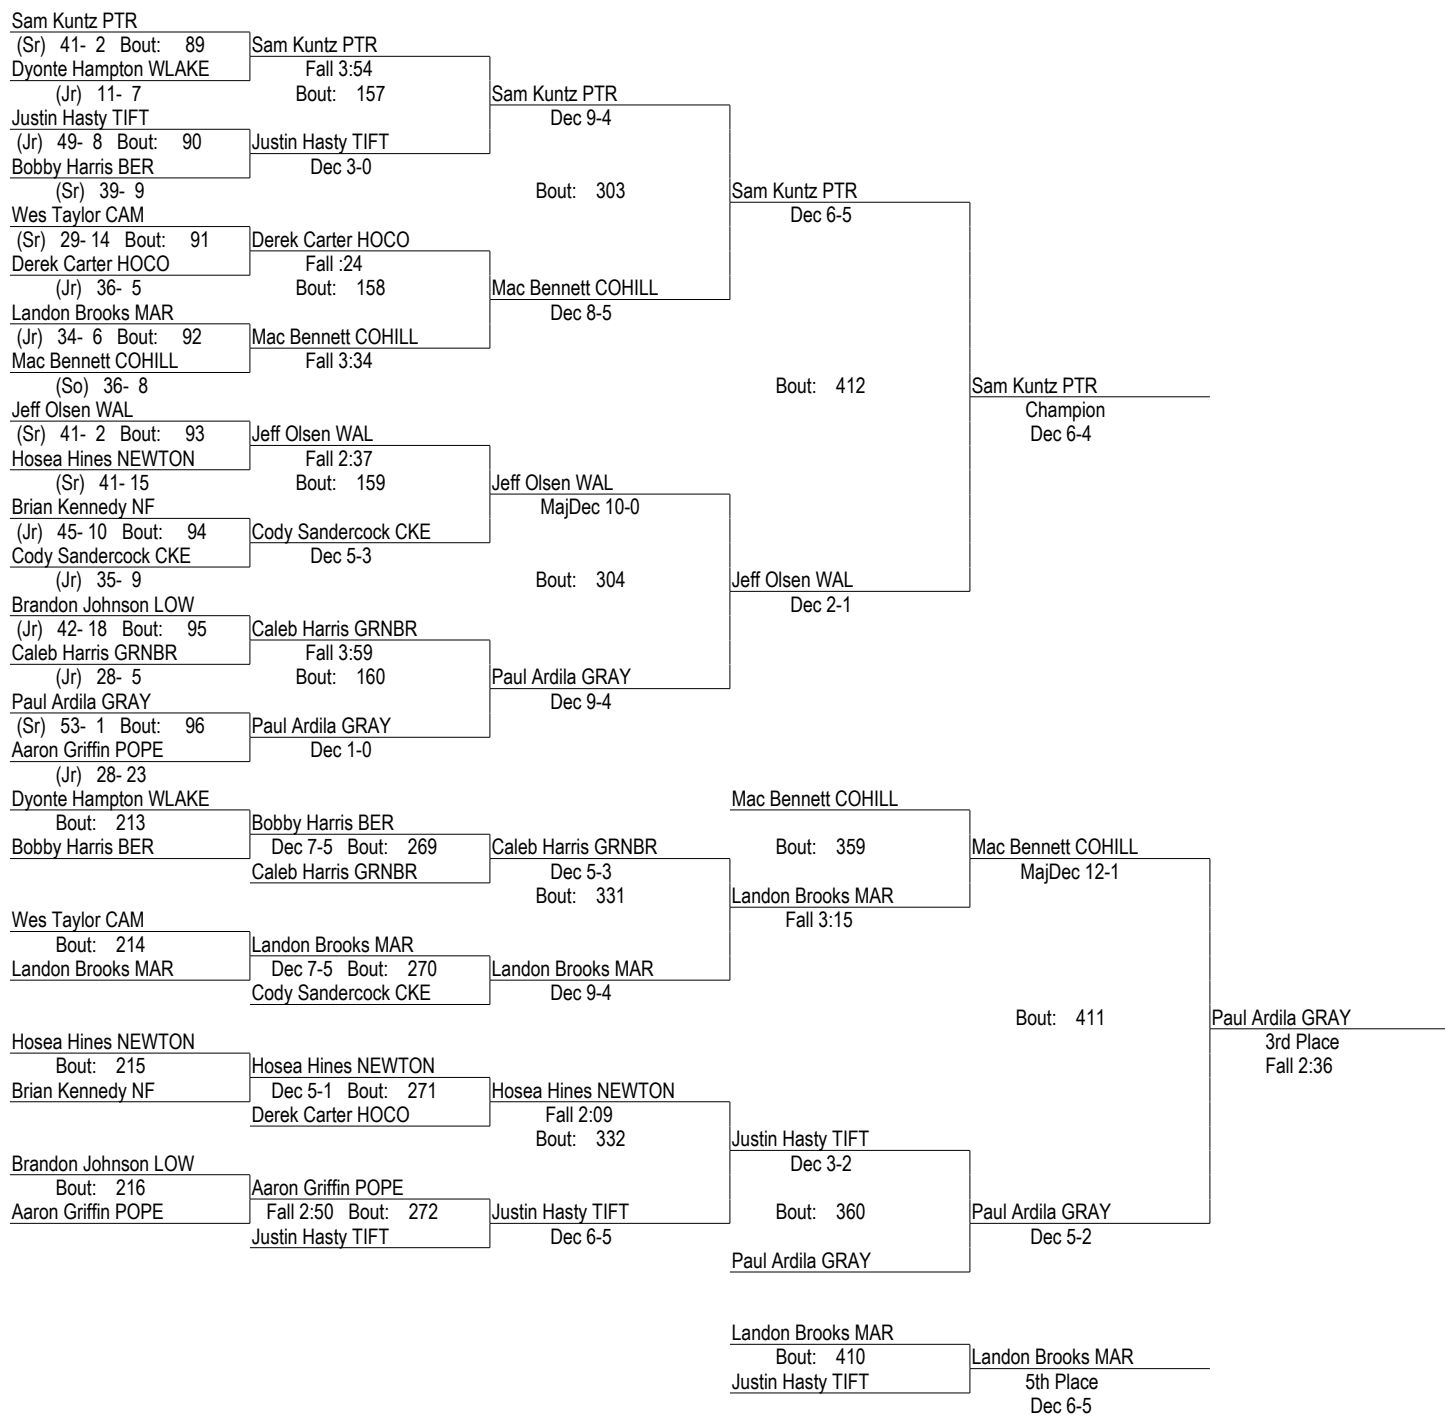 Sam Kuntz PTR
(Sr) 41- 2 Bout: 89 Sam Kuntz PTR
Dyonte Hampton WLAKE Fall 3:54
(Jr) 11- 7 Bout: 157 Sam Kuntz PTR
Justin Hasty TIFT Dec 9-4
(Jr) 49- 8 Bout: 90 Justin Hasty TIFT
Bobby Harris BER Dec 3-0
(Sr) 39- 9 Bout: 303 Sam Kuntz PTR
Wes Taylor CAM Dec 6-5
(Sr) 29- 14 Bout: 91 Derek Carter HOCO
Derek Carter HOCO Fall :24
(Jr) 36- 5 Bout: 158 Mac Bennett COHILL
Landon Brooks MAR Dec 8-5
(Jr) 34- 6 Bout: 92 Mac Bennett COHILL
Mac Bennett COHILL Fall 3:34
(So) 36- 8 Bout: 412 Sam Kuntz PTR
Jeff Olsen WAL Champion
(Sr) 41- 2 Bout: 93 Jeff Olsen WAL Dec 6-4
Hosea Hines NEWTON Fall 2:37
(Sr) 41- 15 Bout: 159 Jeff Olsen WAL
Brian Kennedy NF MajDec 10-0
(Jr) 45- 10 Bout: 94 Cody Sandercock CKE
Cody Sandercock CKE Dec 5-3
(Jr) 35- 9 Bout: 304 Jeff Olsen WAL
Brandon Johnson LOW Dec 2-1
(Jr) 42- 18 Bout: 95 Caleb Harris GRNBR
Caleb Harris GRNBR Fall 3:59
(Jr) 28- 5 Bout: 160 Paul Ardila GRAY
Paul Ardila GRAY Dec 9-4
(Sr) 53- 1 Bout: 96 Paul Ardila GRAY
Aaron Griffin POPE Dec 1-0
(Jr) 28- 23
Dyonte Hampton WLAKE Mac Bennett COHILL
Bout: 213 Bobby Harris BER
Bobby Harris BER Dec 7-5 Bout: 269 Caleb Harris GRNBR Bout: 359 Mac Bennett COHILL
Caleb Harris GRNBR Dec 5-3 MajDec 12-1
Bout: 331 Landon Brooks MAR
Wes Taylor CAM Fall 3:15
Bout: 214 Landon Brooks MAR
Landon Brooks MAR Dec 7-5 Bout: 270 Landon Brooks MAR
Cody Sandercock CKE Dec 9-4
Bout: 411 Paul Ardila GRAY
Hosea Hines NEWTON 3rd Place
Bout: 215 Hosea Hines NEWTON Fall 2:36
Brian Kennedy NF Dec 5-1 Bout: 271 Hosea Hines NEWTON
Derek Carter HOCO Fall 2:09
Bout: 332 Justin Hasty TIFT
Brandon Johnson LOW Dec 3-2
Bout: 216 Aaron Griffin POPE
Aaron Griffin POPE Fall 2:50 Bout: 272 Justin Hasty TIFT Bout: 360 Paul Ardila GRAY
Justin Hasty TIFT Dec 6-5 Dec 5-2
Paul Ardila GRAY
Landon Brooks MAR
Bout: 410 Landon Brooks MAR
Justin Hasty TIFT 5th Place
Dec 6-5